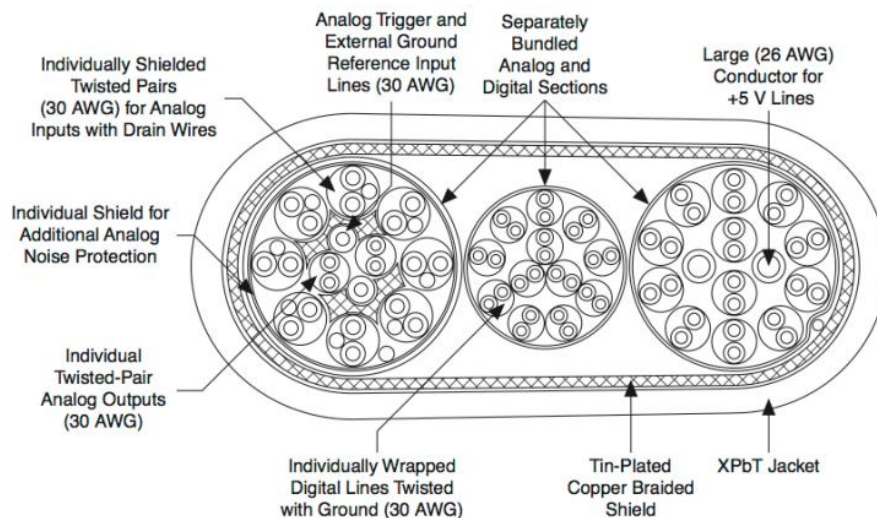 Analog Trigger and
External Ground
Reference Input
Lines (30 AWG)
Separately
Bundled
Analog and
Digital Sections
Large (26 AWG)
Conductor for
+5 V Lines
Individually Shielded
Twisted Pairs
(30 AWG) for Analog
Inputs with Drain Wires
Individual Shield for
Additional Analog
Noise Protection
Individual
Twisted-Pair
Analog Outputs
(30 AWG)
Individually Wrapped
Digital Lines Twisted
with Ground (30 AWG)
Tin-Plated
Copper Braided
Shield
XPbT Jacket